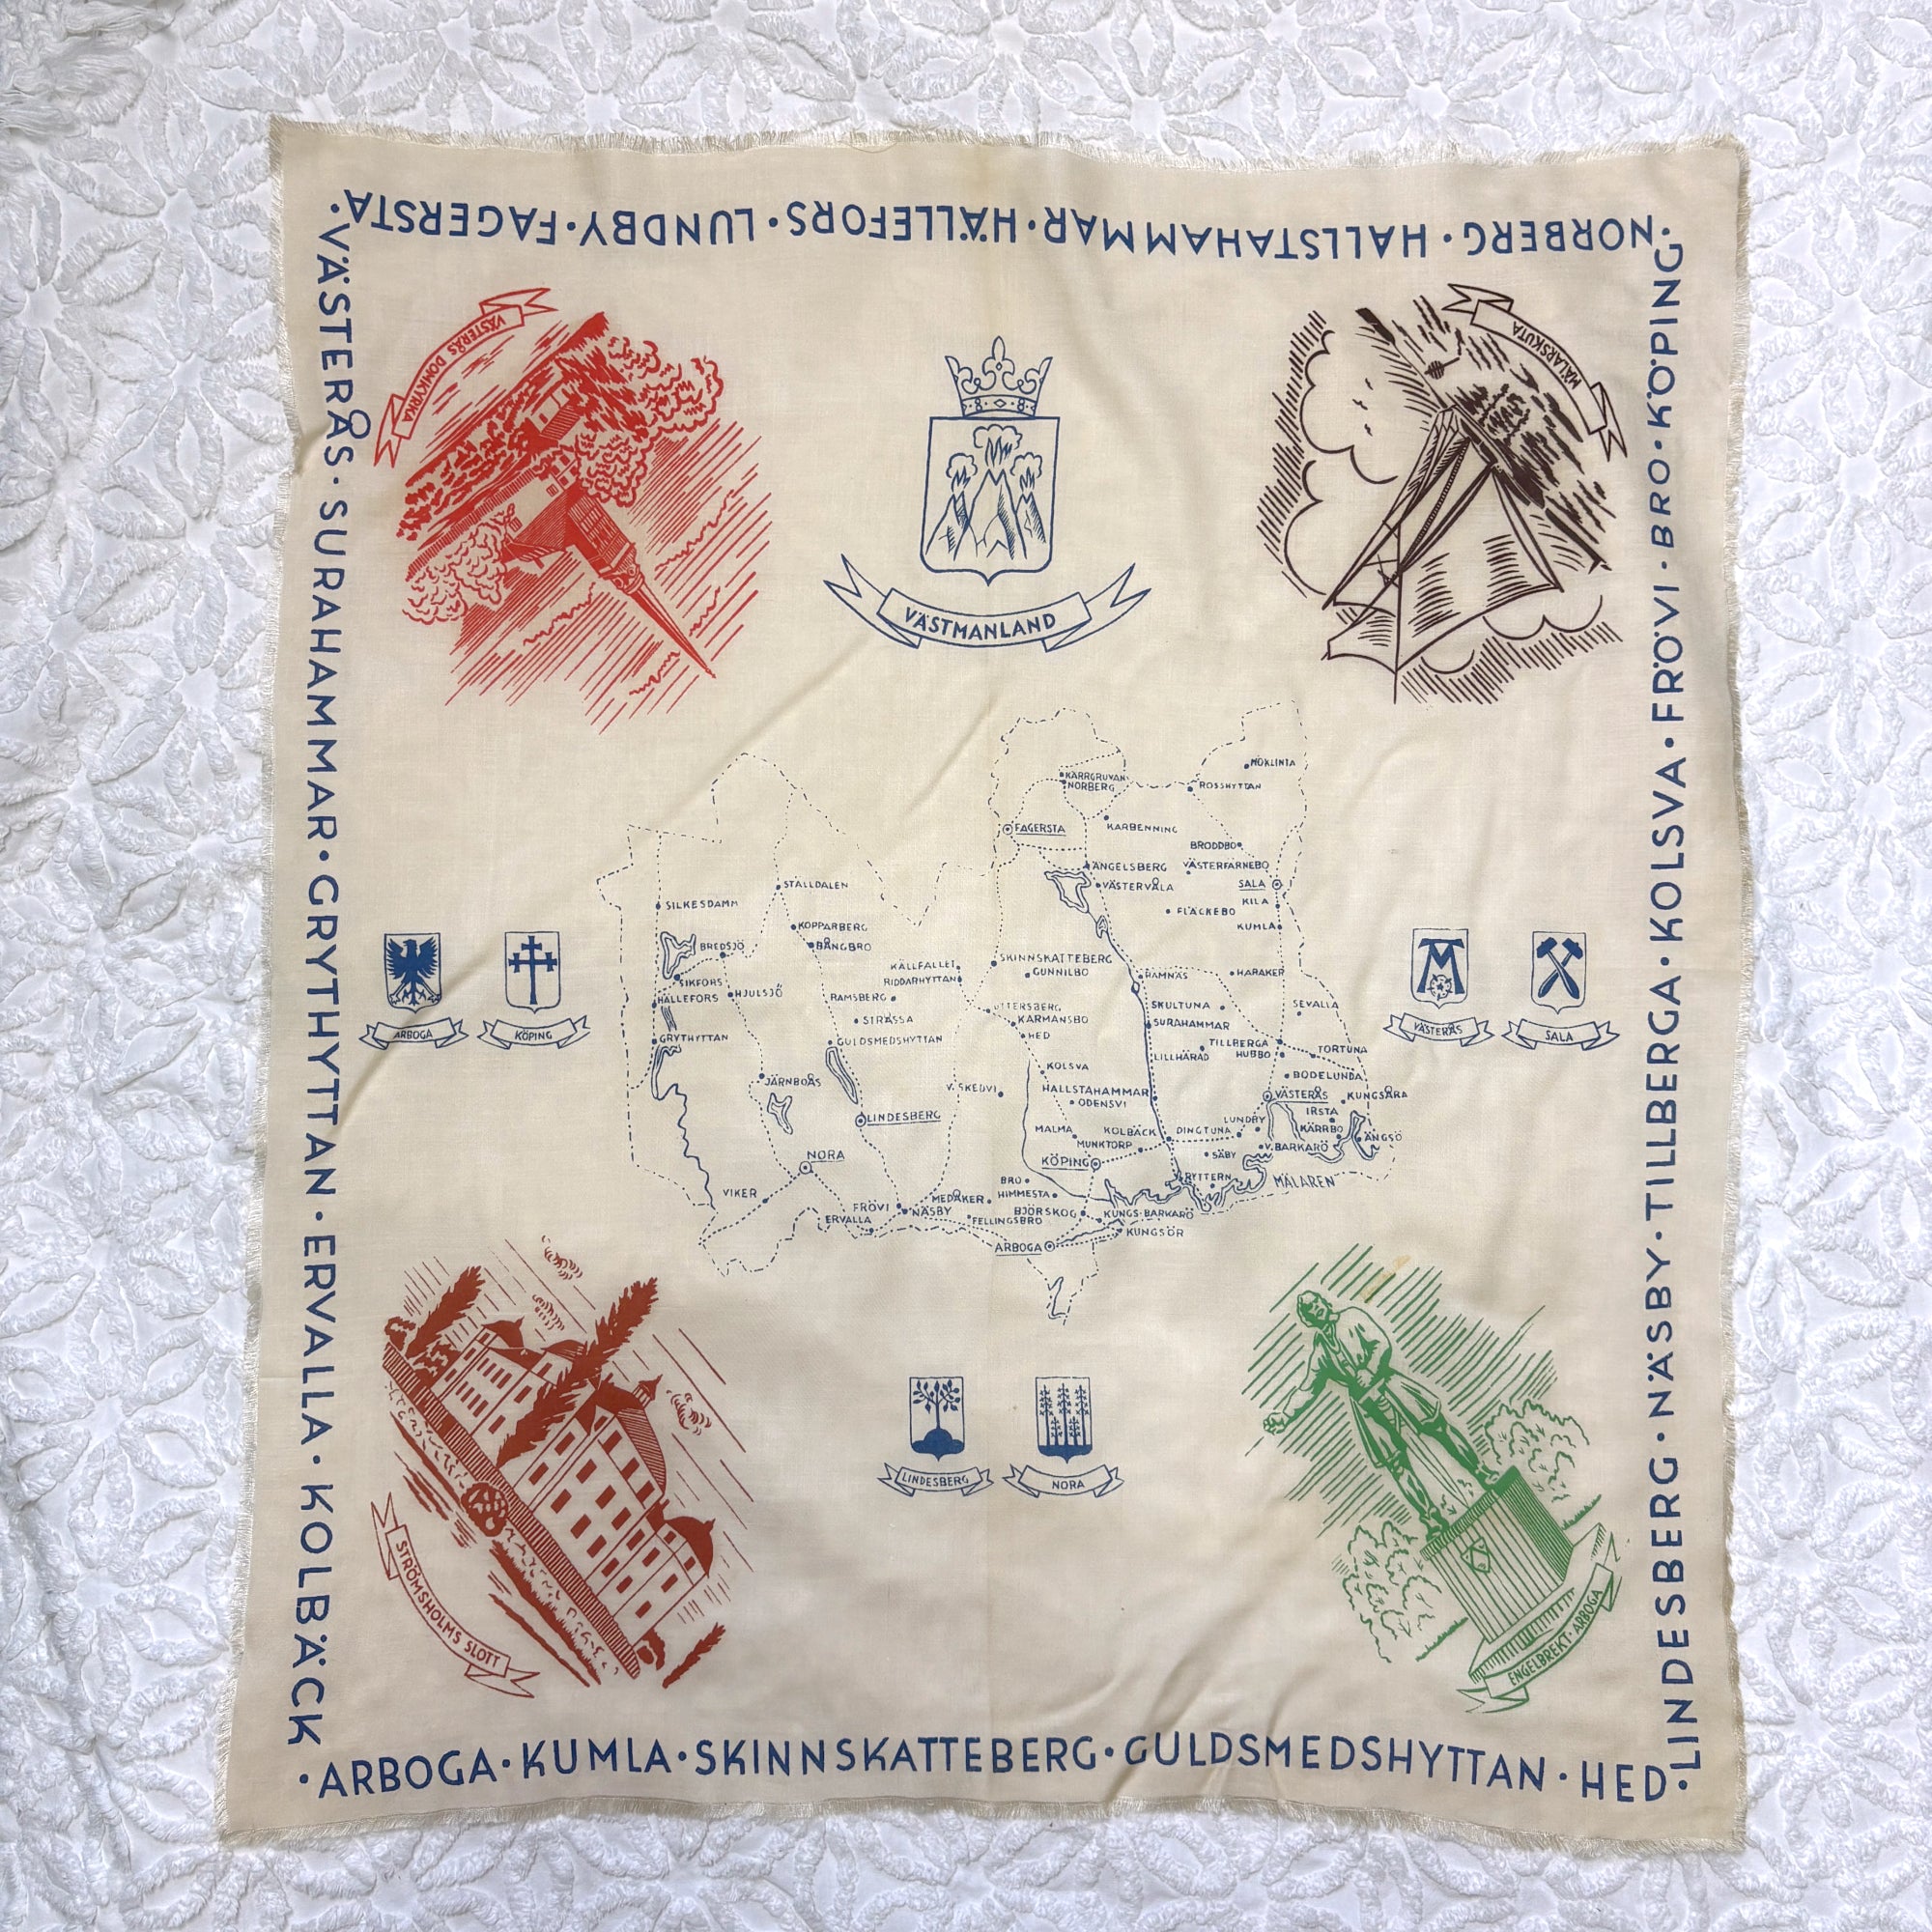 NORBERG · HALLSTAHAMMAR · HÄLLEFORS · LUNDBY · FAGERSTA ·
VÄSTERÅS · SURAHAMMAR · GRYTHYTTAN · ERVALLA · KOLBÄCK
· ARBOGA · KUMLA · SKINNSKATTEBERG · GULDSMEDSHYTTAN · HED ·
LINDESBERG · NÄSBY · TILLBERGA · KOLSVA · FRÖVI · BRO · KÖPING ·
VÄSTERÅS DOMKYRKA
VÄSTMANLAND
MÄLARSKUTA
ARBOGA
KÖPING
VÄSTERÅS
SALA
MÖKLINTA
KÄRRGRUVAN
NORBERG
ROSSHYTTAN
FAGERSTA
KARBENNING
BRODDBO
ÄNGELSBERG
VÄSTERFÄRNEBO
STÄLLDALEN
VÄSTERVÅLA
SALA
KILA
SILKESDAMM
FLÄCKEBO
KOPPARBERG
KUMLA
BREDSJÖ
BÅNGBRO
SKINNSKATTEBERG
KÄLLFALLET
GUNNILBO
RAMNÄS
HARAKER
SIKFORS
RIDDARHYTTAN
HJULSJÖ
HÄLLEFORS
RAMSBERG
UTTERSBERG
SKULTUNA
SEVALLA
STRÅSSA
KARMANSBO
SURAHAMMAR
GRYTHYTTAN
GULDSMEDSHYTTAN
HED
TILLBERGA
TORTUNA
LILLHÄRAD
HUBBO
KOLSVA
BODELUNDA
JÄRNBOÅS
V. SKEDVI
HALLSTAHAMMAR
VÄSTERÅS
KUNGSÅRA
ODENSVI
IRSTA
LINDESBERG
LUNDBY
KÄRRBO
MALMA
KOLBÄCK
DINGTUNA
ÄNGSÖ
MUNKTORP
V. BARKARÖ
NORA
KÖPING
SÄBY
RYTTERN
MÄLAREN
BRO
VIKER
MEDÅKER
HIMMESTA
FRÖVI
NÄSBY
BJÖRSKOG
KUNGS-BARKARÖ
ERVALLA
FELLINGSBRO
KUNGSÖR
ARBOGA
LINDESBERG
NORA
STRÖMSHOLMS SLOTT
ENGELBREKT · ARBOGA